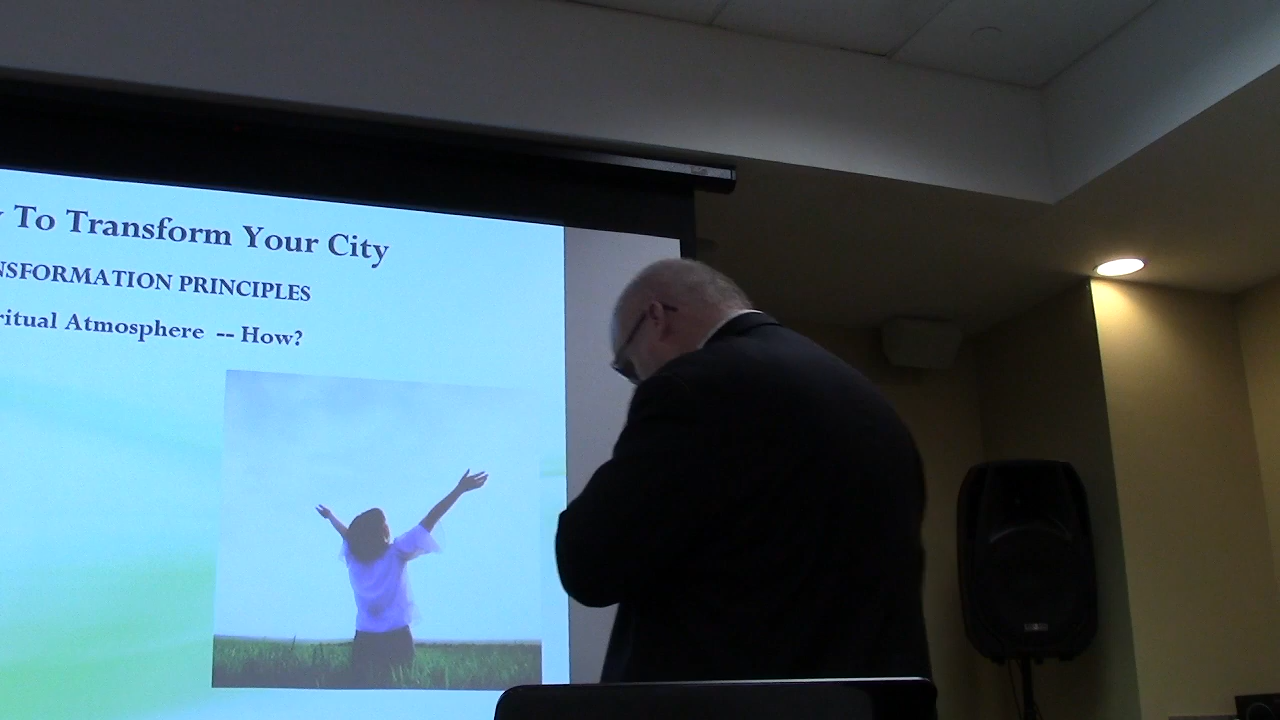 To Transform Your City
NSFORMATION PRINCIPLES
ritual Atmosphere -- How?